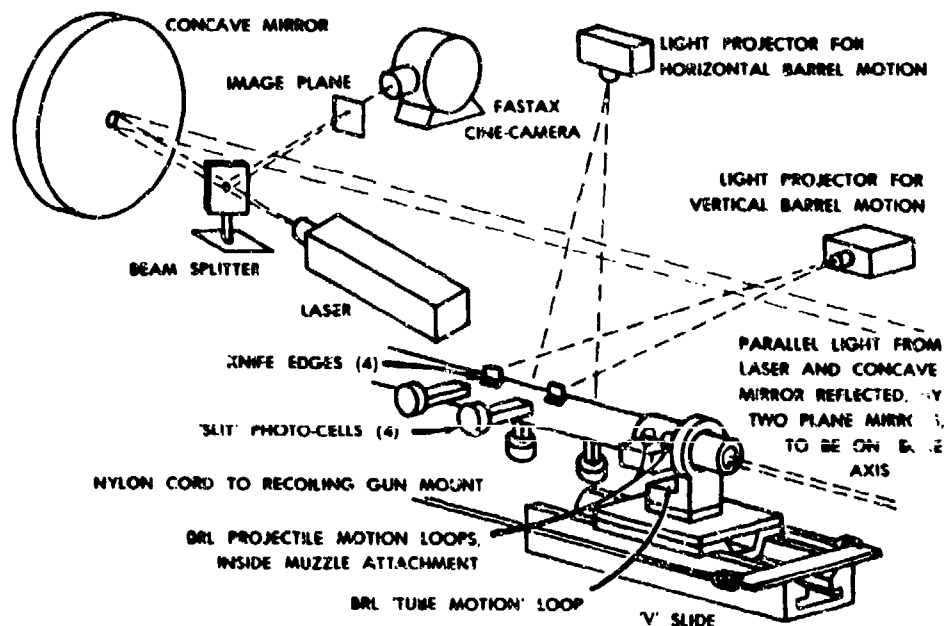 CONCAVE MIRROR
IMAGE PLANE
FASTAX
CINE-CAMERA
LIGHT PROJECTOR FOR
HORIZONTAL BARREL MOTION
LIGHT PROJECTOR FOR
VERTICAL BARREL MOTION
BEAM SPLITTER
LASER
KNIFE EDGES (4)
'SLIT' PHOTO-CELLS (4)
PARALLEL LIGHT FROM
LASER AND CONCAVE
MIRROR REFLECTED,
TWO PLANE
TO BE ON
AXIS
NYLON CORD TO RECOILING GUN MOUNT
BRL PROJECTILE MOTION LOOPS,
INSIDE MUZZLE ATTACHMENT
BRL 'TUBE MOTION' LOOP
'V' SLIDE